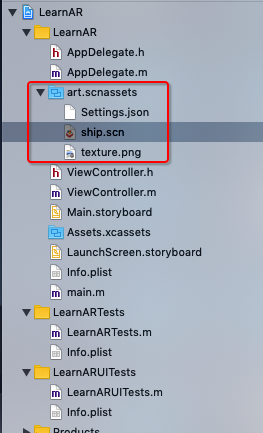 LearnAR
LearnAR
AppDelegate.h
AppDelegate.m
art.scnassets
Settings.json
ship.scn
texture.png
ViewController.h
ViewController.m
Main.storyboard
Assets.xcassets
LaunchScreen.storyboard
Info.plist
main.m
LearnARTests
LearnARTests.m
Info.plist
LearnARUITests
LearnARUITests.m
Info.plist
Products